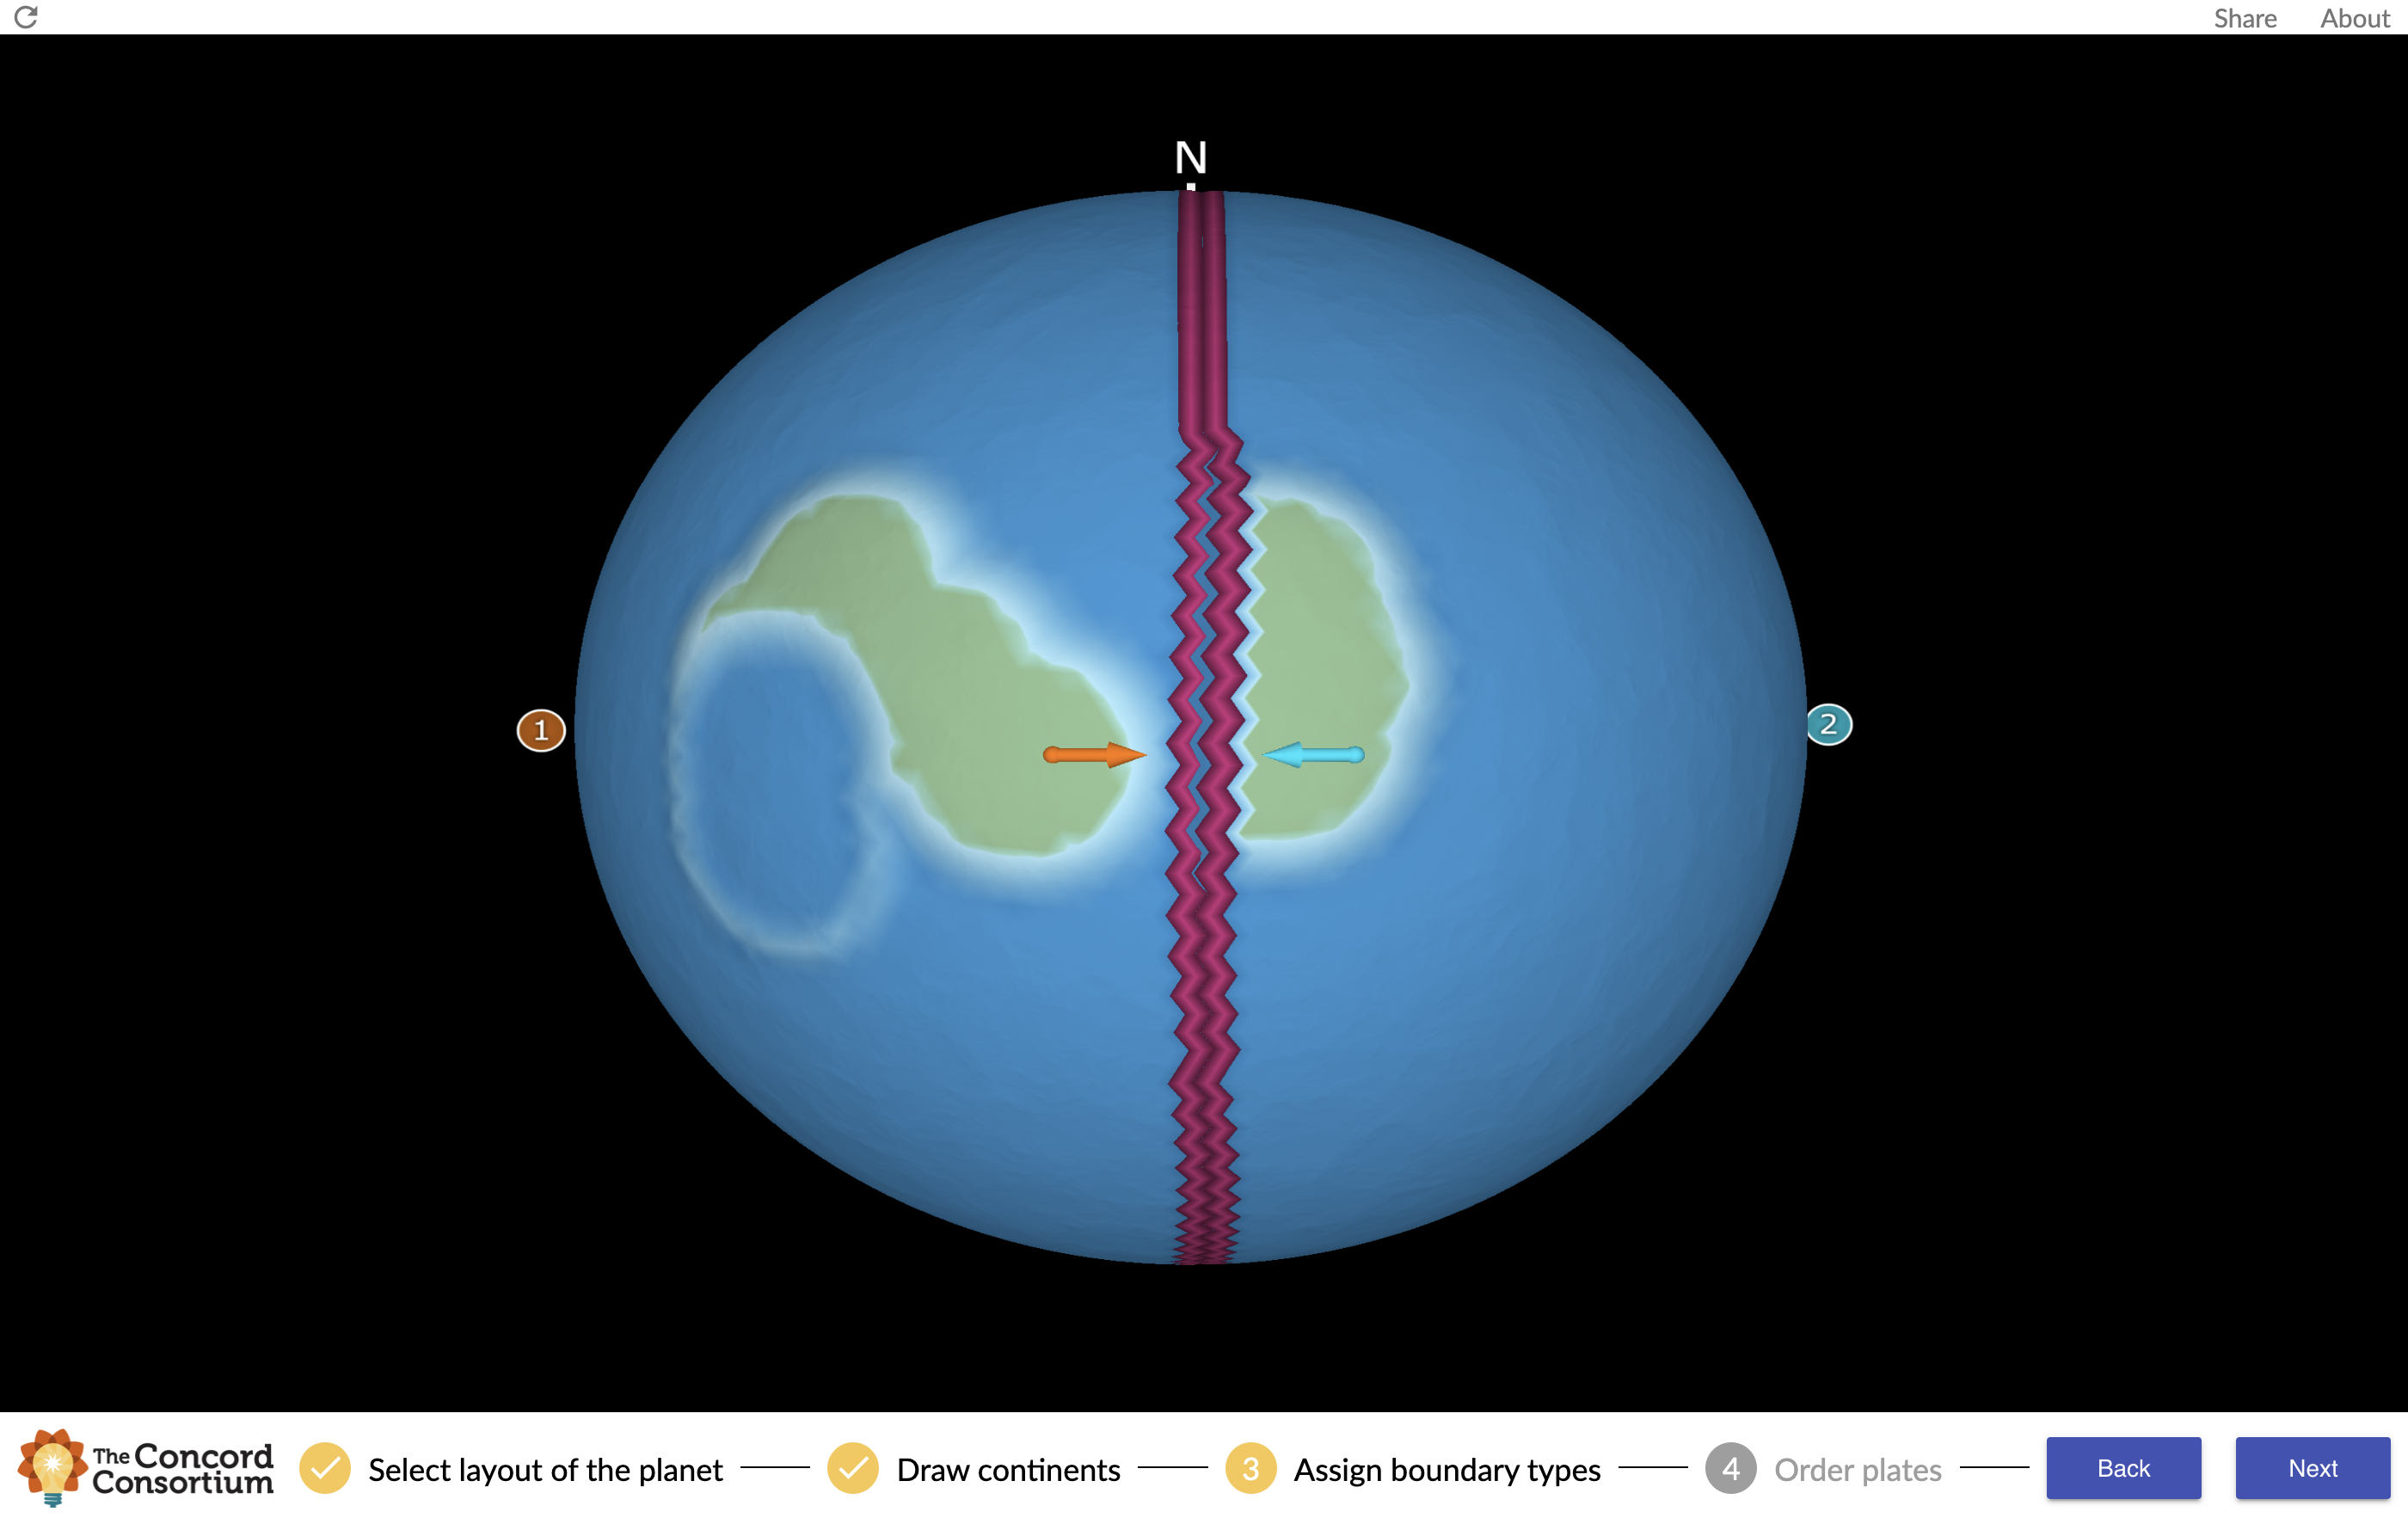 Share About
N
1
2
The Concord Consortium
Select layout of the planet
Draw continents
3 Assign boundary types
4 Order plates
Back
Next